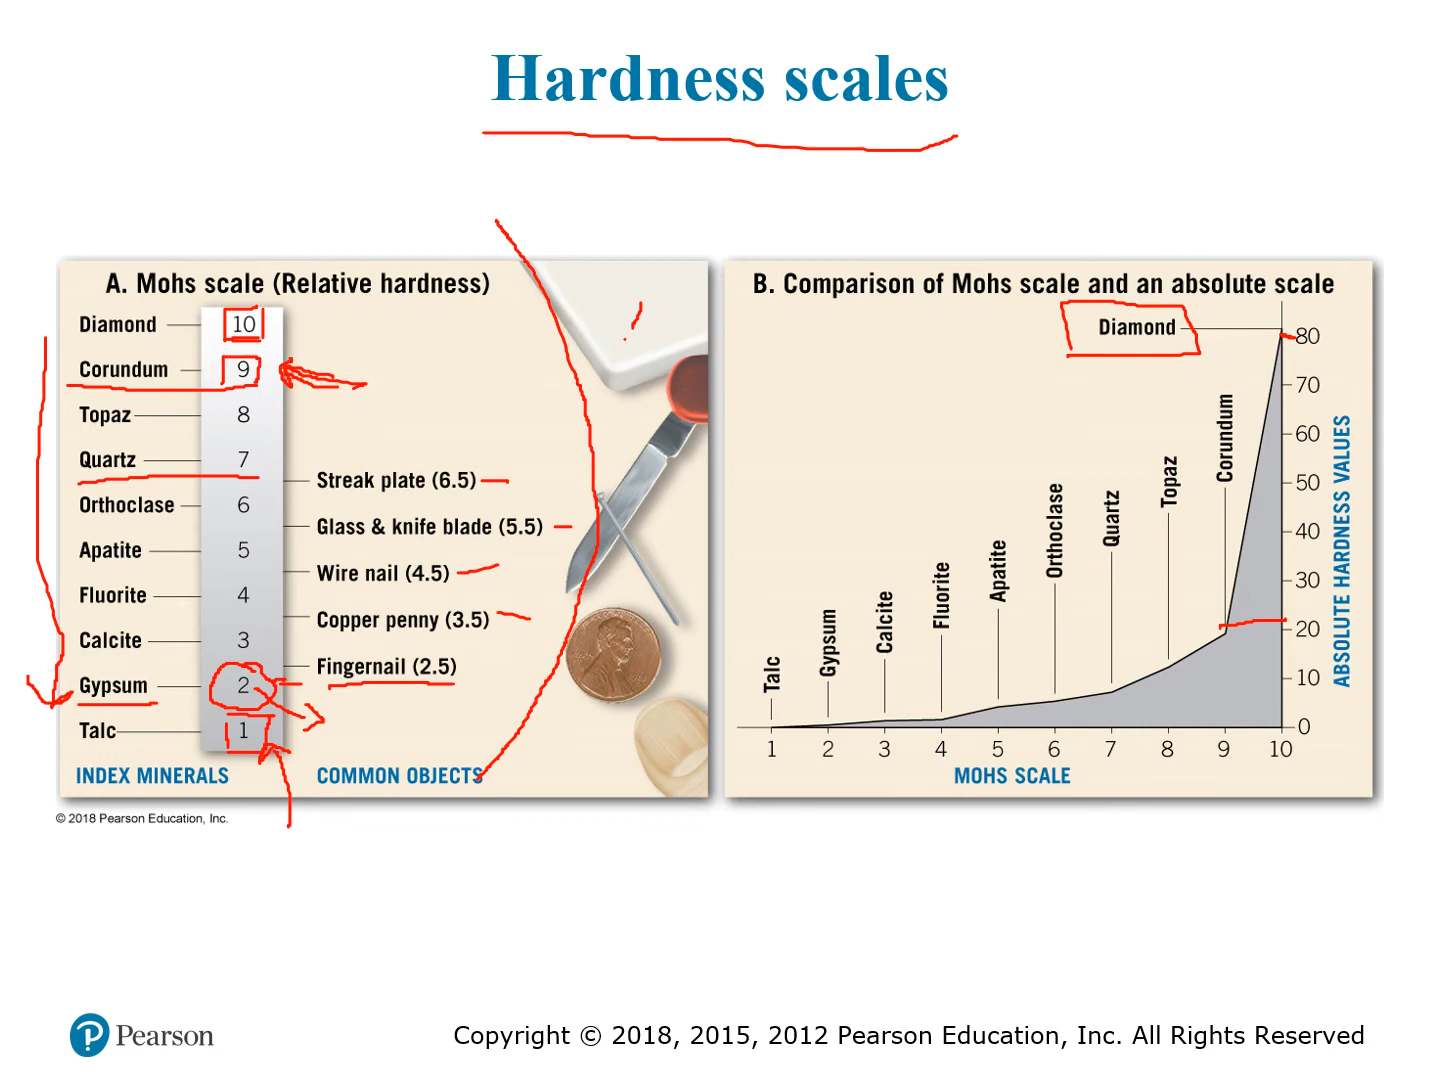 Hardness scales
A. Mohs scale (Relative hardness)
Diamond 10
Corundum 9
Topaz 8
Quartz 7
Streak plate (6.5)
Orthoclase 6
Glass & knife blade (5.5)
Apatite 5
Wire nail (4.5)
Fluorite 4
Copper penny (3.5)
Calcite 3
Fingernail (2.5)
Gypsum 2
Talc 1
INDEX MINERALS COMMON OBJECTS
© 2018 Pearson Education, Inc.
B. Comparison of Mohs scale and an absolute scale
Diamond
80
70
60
50
40
30
20
10
0
ABSOLUTE HARDNESS VALUES
Talc
Gypsum
Calcite
Fluorite
Apatite
Orthoclase
Quartz
Topaz
Corundum
1 2 3 4 5 6 7 8 9 10
MOHS SCALE
Pearson
Copyright © 2018, 2015, 2012 Pearson Education, Inc. All Rights Reserved